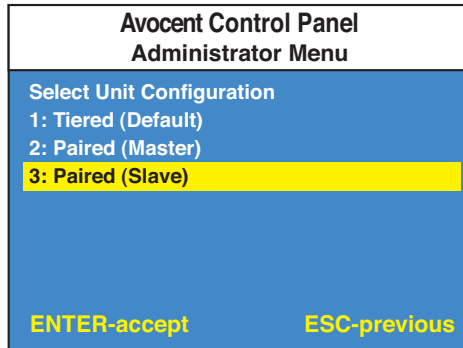 Avocent Control Panel
Administrator Menu
Select Unit Configuration
1: Tiered (Default)
2: Paired (Master)
3: Paired (Slave)
ENTER-accept ESC-previous